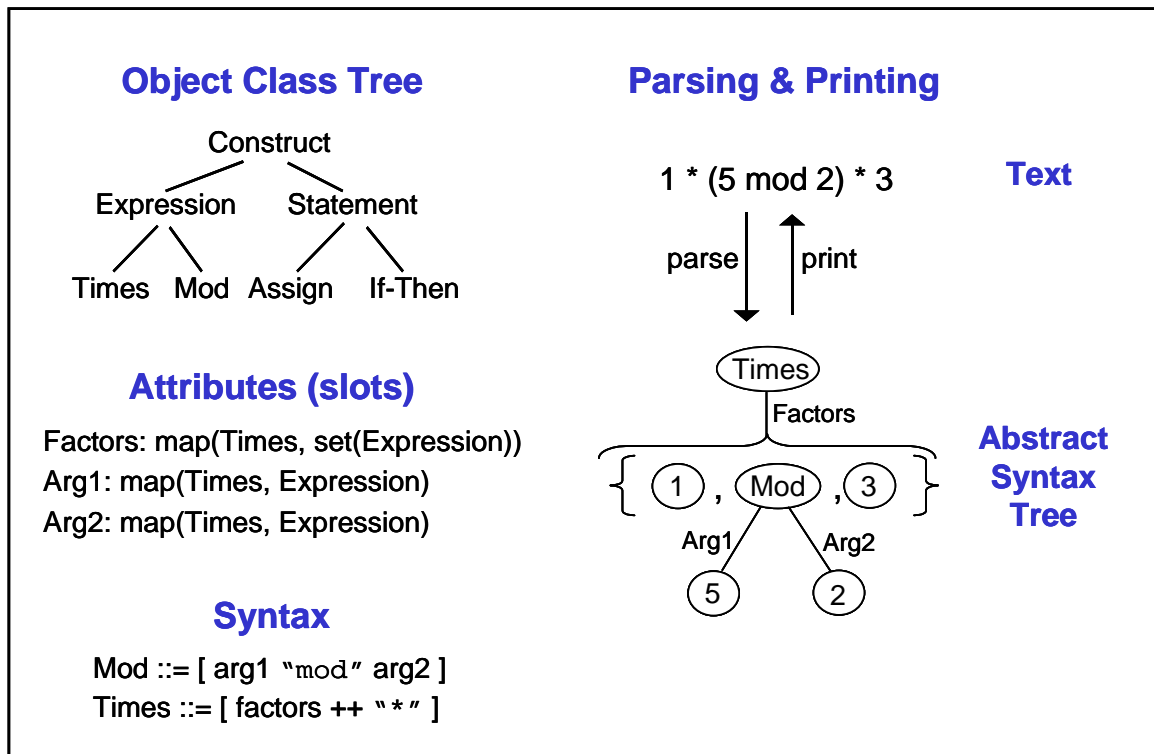 Object Class Tree
Construct
Expression Statement
Times Mod Assign If-Then
Attributes (slots)
Factors: map(Times, set(Expression))
Arg1: map(Times, Expression)
Arg2: map(Times, Expression)
Syntax
Mod ::= [ arg1 "mod" arg2 ]
Times ::= [ factors ++ "*" ]
Parsing & Printing
1 * (5 mod 2) * 3
Text
parse print
Times
Factors
{ 1 , Mod , 3 }
Arg1 Arg2
5 2
Abstract
Syntax
Tree